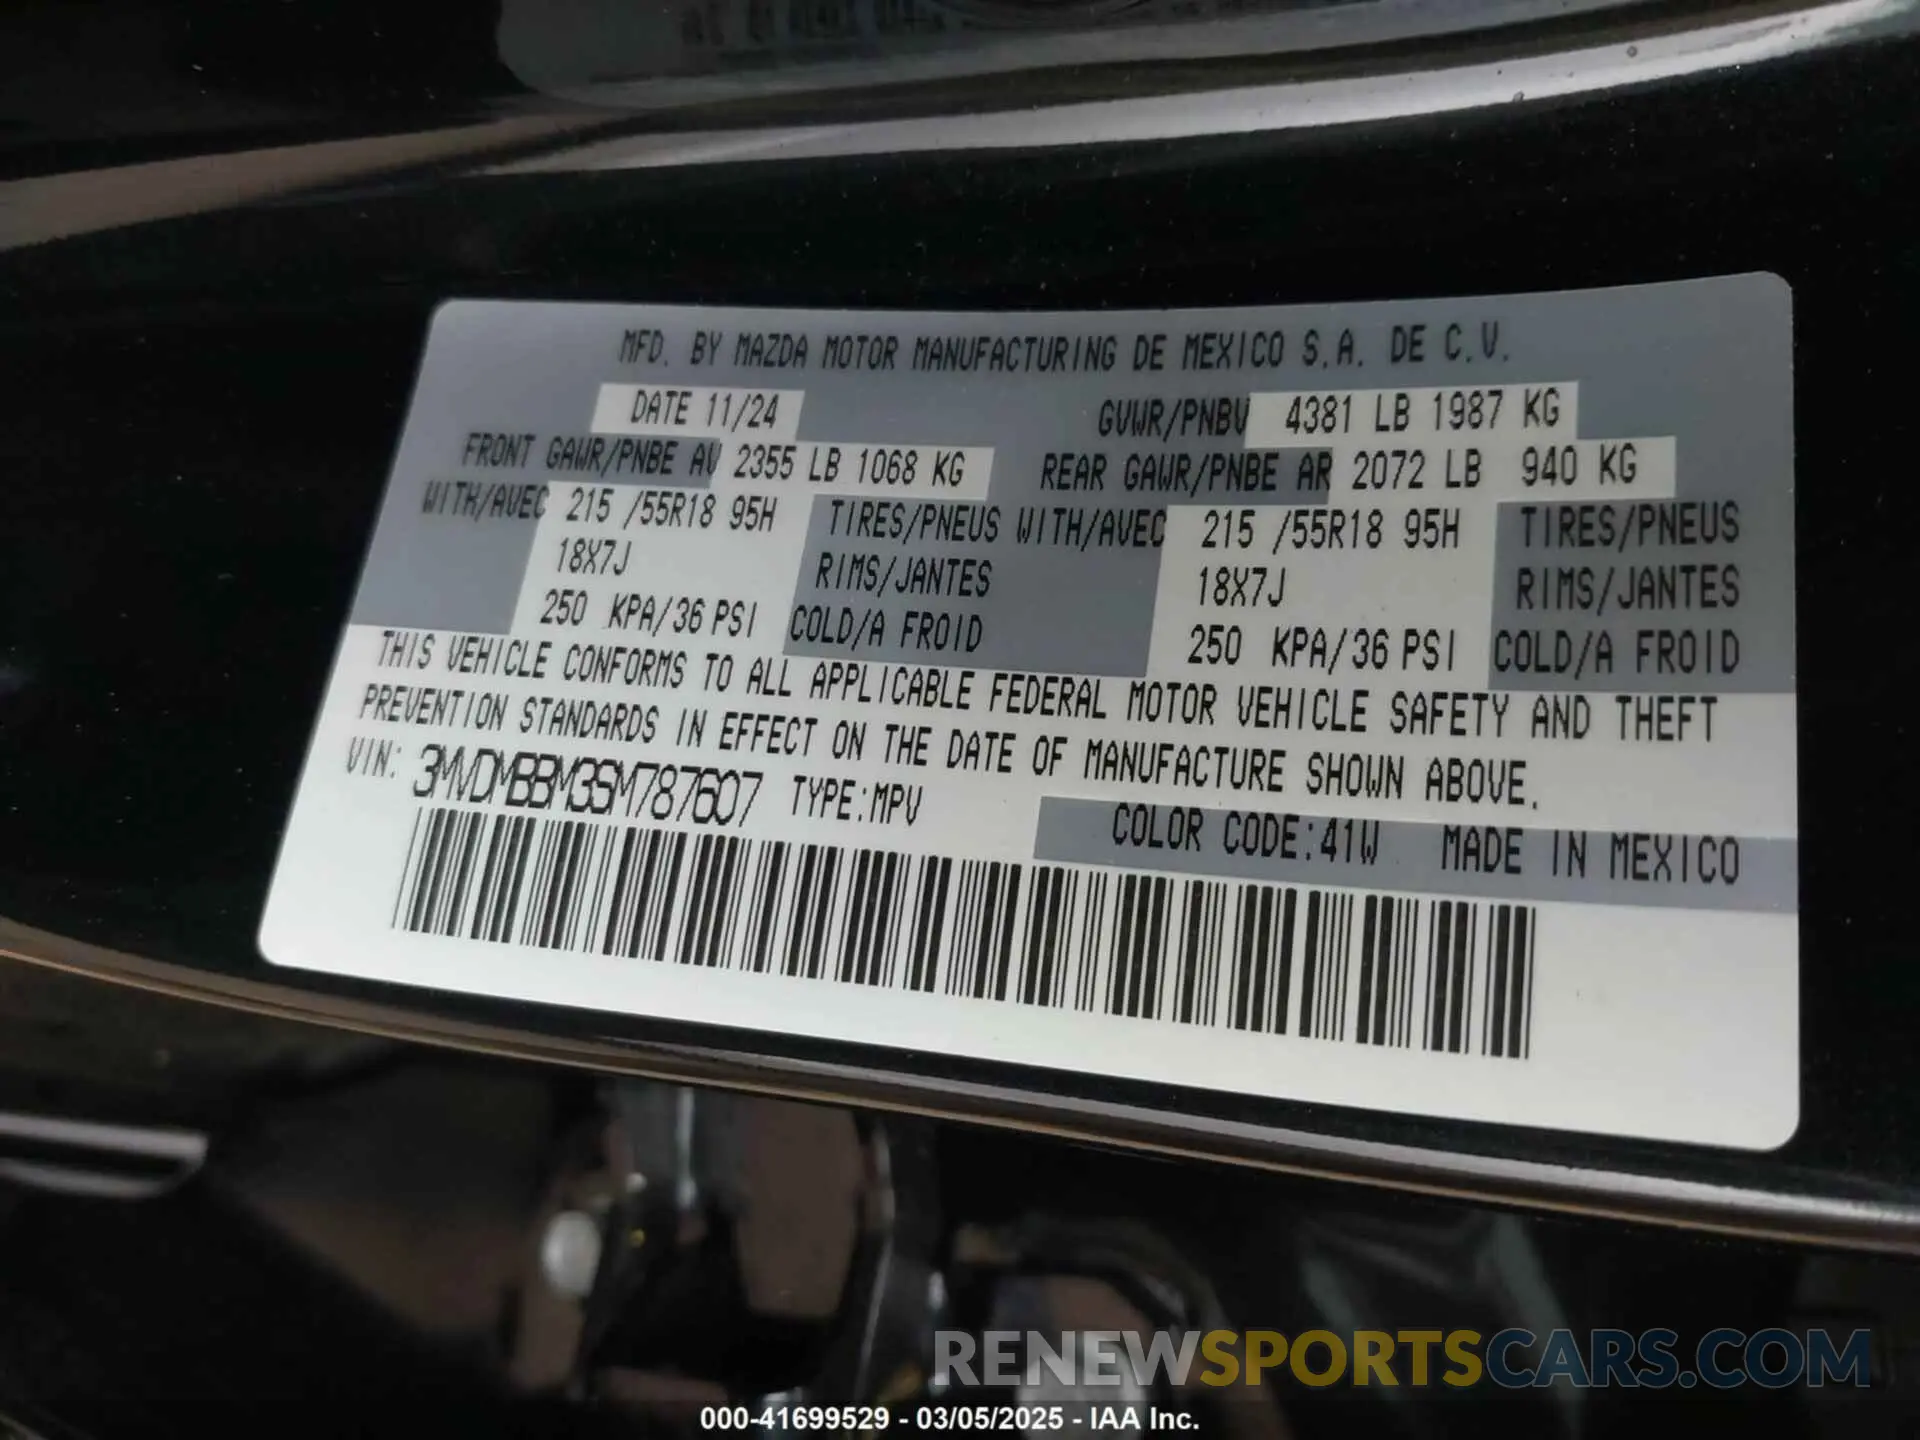 MFD. BY MAZDA MOTOR MANUFACTURING DE MEXICO S.A. DE C.V.
DATE 11/24 GVWR/PNBV 4381 LB 1987 KG
FRONT GAWR/PNBE AV 2355 LB 1068 KG REAR GAWR/PNBE AR 2072 LB 940 KG
WITH/AVEC 215 /55R18 95H TIRES/PNEUS WITH/AVEC 215 /55R18 95H TIRES/PNEUS
18X7J RIMS/JANTES 18X7J RIMS/JANTES
250 KPA/36 PSI COLD/A FROID 250 KPA/36 PSI COLD/A FROID
THIS VEHICLE CONFORMS TO ALL APPLICABLE FEDERAL MOTOR VEHICLE SAFETY AND THEFT
PREVENTION STANDARDS IN EFFECT ON THE DATE OF MANUFACTURE SHOWN ABOVE.
VIN: 3MVDMBBM3SM787607 TYPE:MPV
COLOR CODE:41W MADE IN MEXICO
RENEWSPORTSCARS.COM
000-41699529 - 03/05/2025 - IAA Inc.